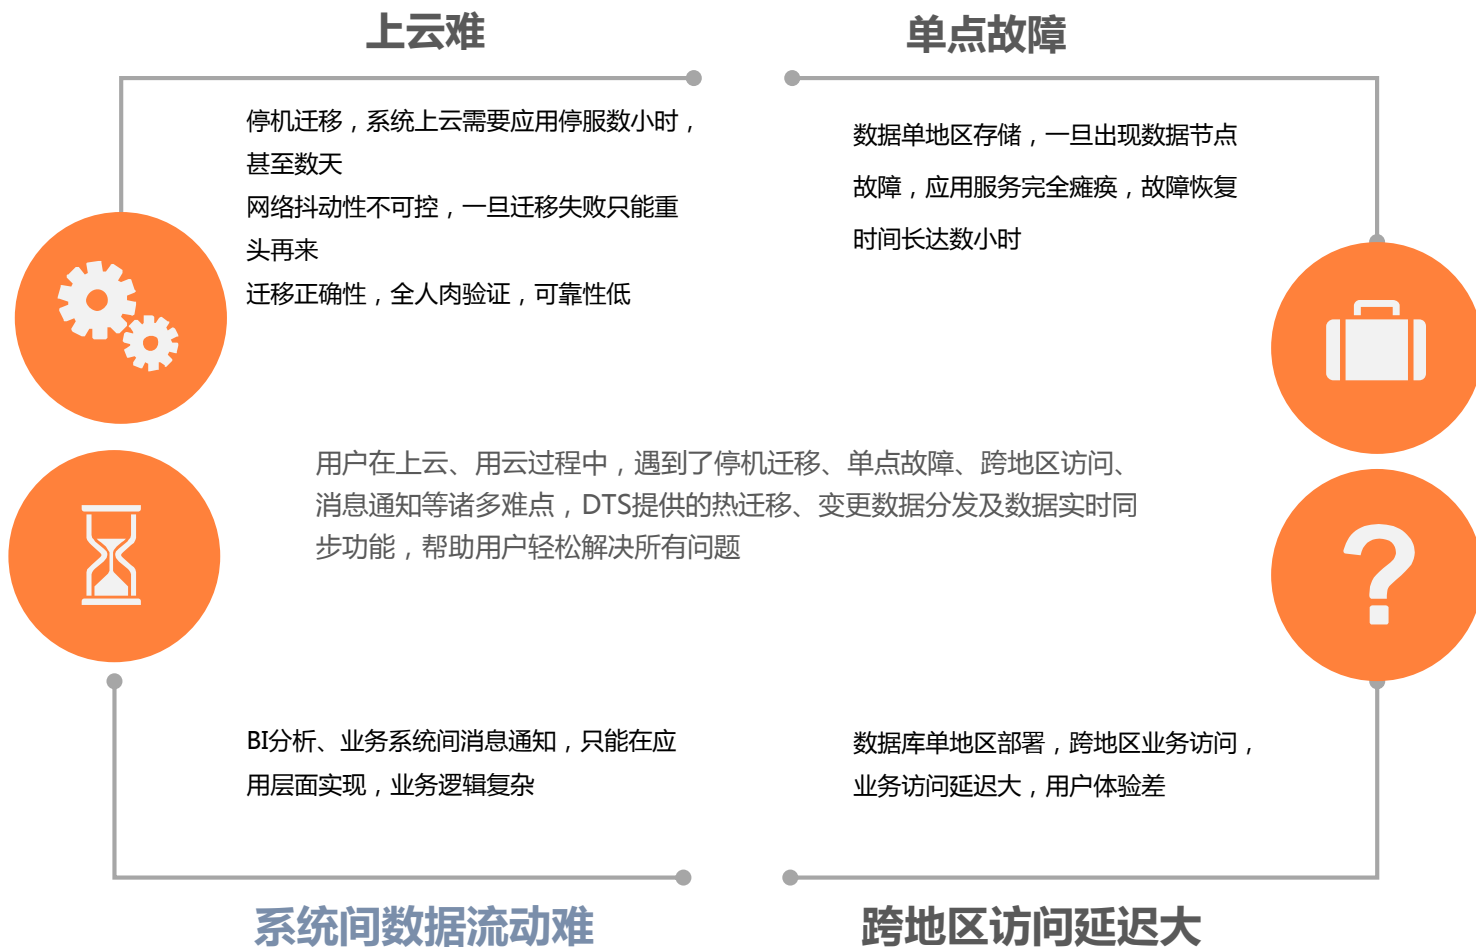 上云难
停机迁移，系统上云需要应用停服数小时，
甚至数天
网络抖动性不可控，一旦迁移失败只能重
头再来
迁移正确性，全人肉验证，可靠性低
单点故障
数据单地区存储，一旦出现数据节点
故障，应用服务完全瘫痪，故障恢复
时间长达数小时
用户在上云、用云过程中，遇到了停机迁移、单点故障、跨地区访问、
消息通知等诸多难点，DTS提供的热迁移、变更数据分发及数据实时同
步功能，帮助用户轻松解决所有问题
BI分析、业务系统间消息通知，只能在应
用层面实现，业务逻辑复杂
系统间数据流动难
数据库单地区部署，跨地区业务访问，
业务访问延迟大，用户体验差
跨地区访问延迟大